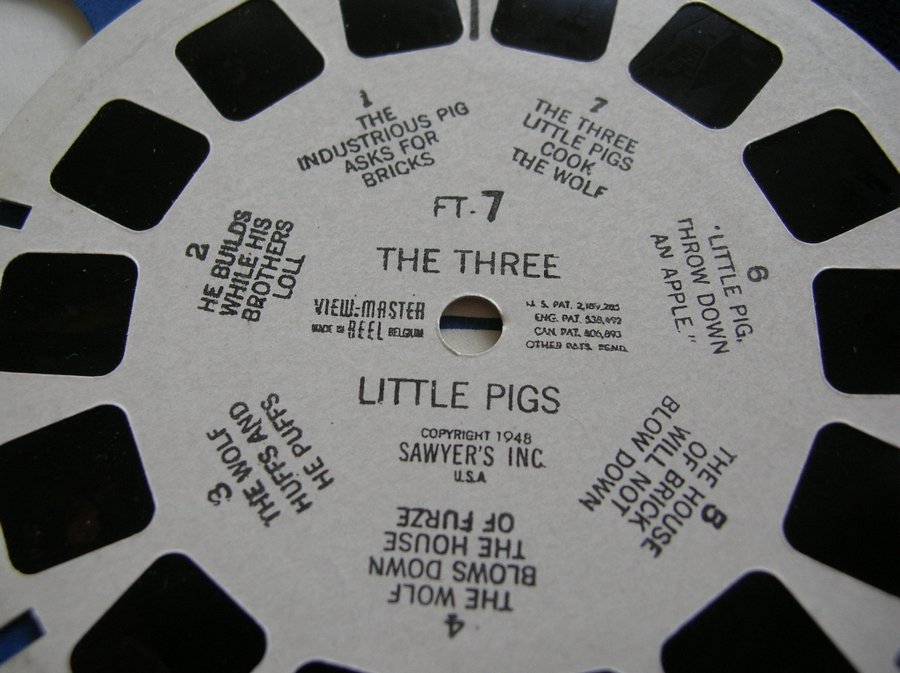 FT-7
THE THREE
VIEW-MASTER
MADE IN REEL BELGIUM
U. S. PAT. 2,189,285
ENG. PAT. 538,492
CAN. PAT. 406,893
OTHER PATS. PEND.
LITTLE PIGS
COPYRIGHT 1948
SAWYER'S INC.
U.S.A
1
THE
INDUSTRIOUS PIG
ASKS FOR
BRICKS
2
HE BUILDS
WHILE HIS
BROTHERS
LOLL
3
THE WOLF
HUFFS AND
HE PUFFS
4
THE WOLF
BLOWS DOWN
THE HOUSE
OF FURZE
5
THE HOUSE
OF BRICK
WILL NOT
BLOW DOWN
6
"LITTLE PIG,
THROW DOWN
AN APPLE."
7
THE THREE
LITTLE PIGS
COOK
THE WOLF